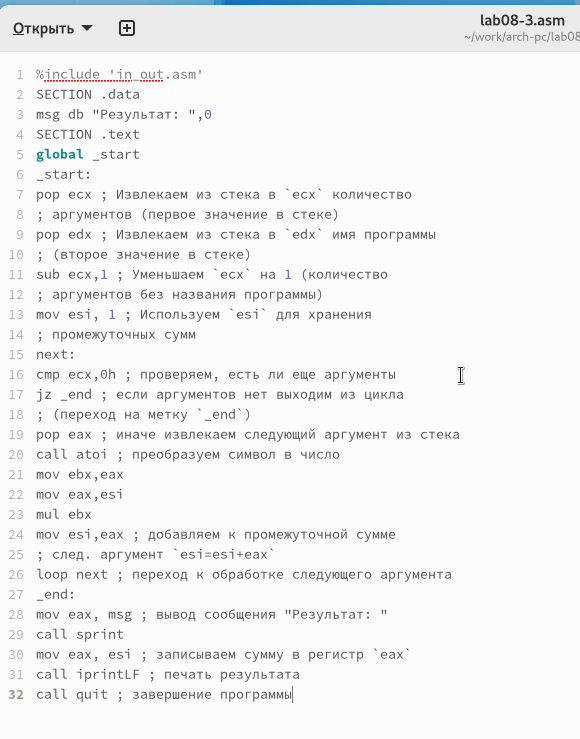 Открыть
lab08-3.asm
~/work/arch-pc/lab08
1 %include 'in_out.asm'
2 SECTION .data
3 msg db "Результат: ",0
4 SECTION .text
5 global _start
6 _start:
7 pop ecx ; Извлекаем из стека в `ecx` количество
8 ; аргументов (первое значение в стеке)
9 pop edx ; Извлекаем из стека в `edx` имя программы
10 ; (второе значение в стеке)
11 sub ecx,1 ; Уменьшаем `ecx` на 1 (количество
12 ; аргументов без названия программы)
13 mov esi, 1 ; Используем `esi` для хранения
14 ; промежуточных сумм
15 next:
16 cmp ecx,0h ; проверяем, есть ли еще аргументы
17 jz _end ; если аргументов нет выходим из цикла
18 ; (переход на метку `_end`)
19 pop eax ; иначе извлекаем следующий аргумент из стека
20 call atoi ; преобразуем символ в число
21 mov ebx,eax
22 mov eax,esi
23 mul ebx
24 mov esi,eax ; добавляем к промежуточной сумме
25 ; след. аргумент `esi=esi+eax`
26 loop next ; переход к обработке следующего аргумента
27 _end:
28 mov eax, msg ; вывод сообщения "Результат: "
29 call sprint
30 mov eax, esi ; записываем сумму в регистр `eax`
31 call iprintLF ; печать результата
32 call quit ; завершение программы